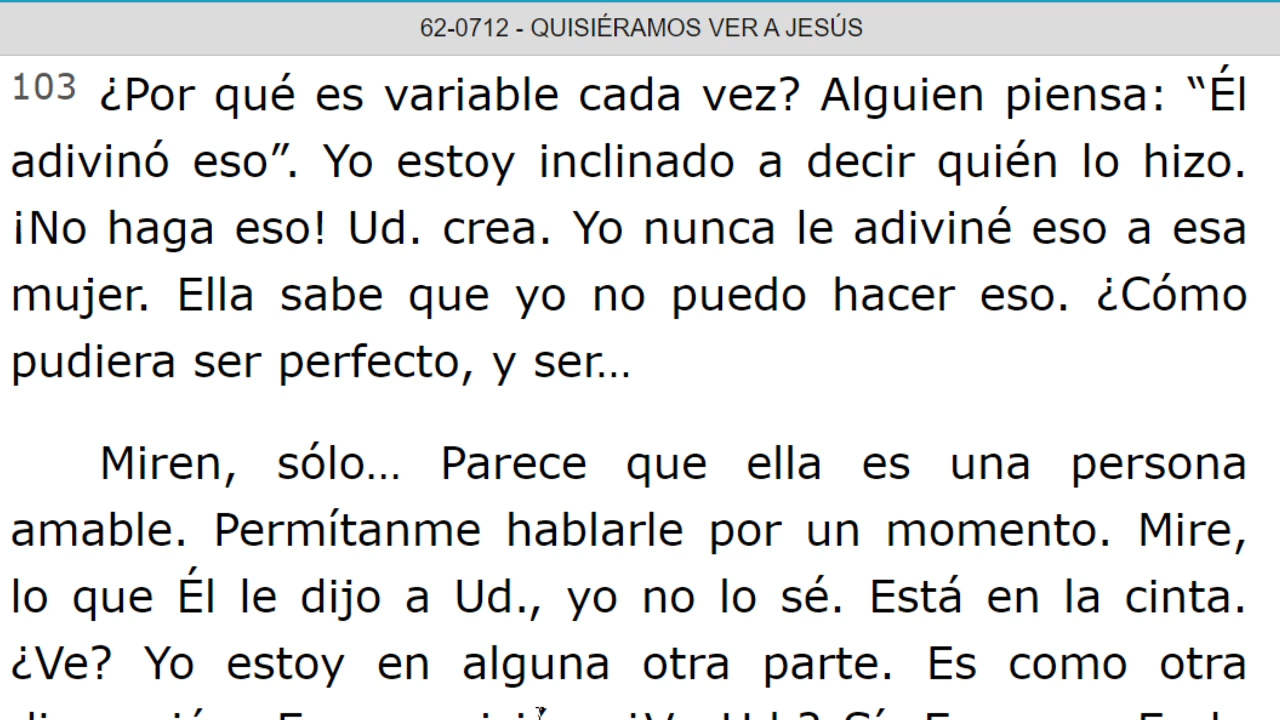 62-0712 - QUISIÉRAMOS VER A JESÚS
103 ¿Por qué es variable cada vez? Alguien piensa: “Él
adivinó eso”. Yo estoy inclinado a decir quién lo hizo.
¡No haga eso! Ud. crea. Yo nunca le adiviné eso a esa
mujer. Ella sabe que yo no puedo hacer eso. ¿Cómo
pudiera ser perfecto, y ser…
Miren, sólo… Parece que ella es una persona
amable. Permítanme hablarle por un momento. Mire,
lo que Él le dijo a Ud., yo no lo sé. Está en la cinta.
¿Ve? Yo estoy en alguna otra parte. Es como otra